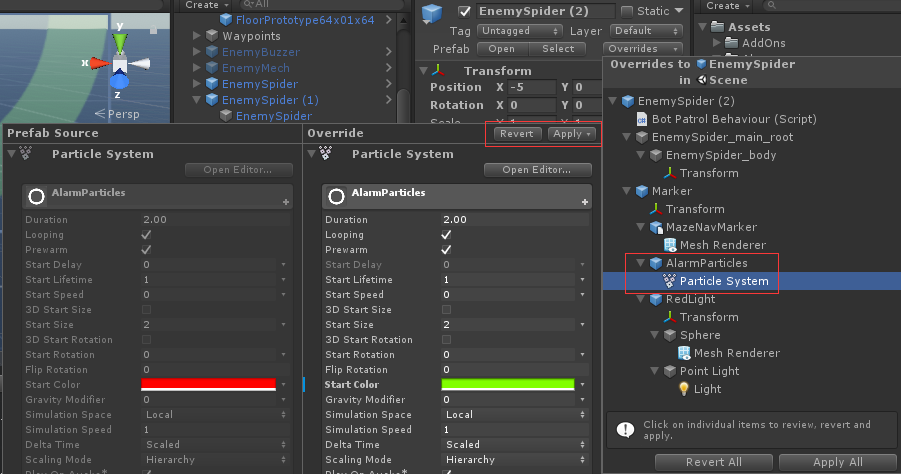 Create
All
FloorPrototype64x01x64
Waypoints
EnemyBuzzer
EnemyMech
EnemySpider
EnemySpider (1)
EnemySpider
y
x
z
Persp
EnemySpider (2)
Static
Tag Untagged Layer Default
Prefab Open Select Overrides
Transform
Position X -5 Y 0
Rotation X 0 Y 0
Scale X 1 Y 1
Create
Assets
AddOns
Overrides to EnemySpider
in Scene
EnemySpider (2)
Bot Patrol Behaviour (Script)
EnemySpider_main_root
EnemySpider_body
Transform
Marker
Transform
MazeNavMarker
Mesh Renderer
AlarmParticles
Particle System
RedLight
Transform
Sphere
Mesh Renderer
Point Light
Light
Click on individual items to review, revert and
apply.
Revert All Apply All
Prefab Source
Particle System
Open Editor...
AlarmParticles
Duration 2.00
Looping
Prewarm
Start Delay 0
Start Lifetime 1
Start Speed 0
3D Start Size
Start Size 2
3D Start Rotation
Start Rotation 0
Flip Rotation 0
Start Color
Gravity Modifier 0
Simulation Space Local
Simulation Speed 1
Delta Time Scaled
Scaling Mode Hierarchy
Play On Awake*
Override Revert Apply
Particle System
Open Editor...
AlarmParticles
Duration 2.00
Looping
Prewarm
Start Delay 0
Start Lifetime 1
Start Speed 0
3D Start Size
Start Size 2
3D Start Rotation
Start Rotation 0
Flip Rotation 0
Start Color
Gravity Modifier 0
Simulation Space Local
Simulation Speed 1
Delta Time Scaled
Scaling Mode Hierarchy
Play On Awake*